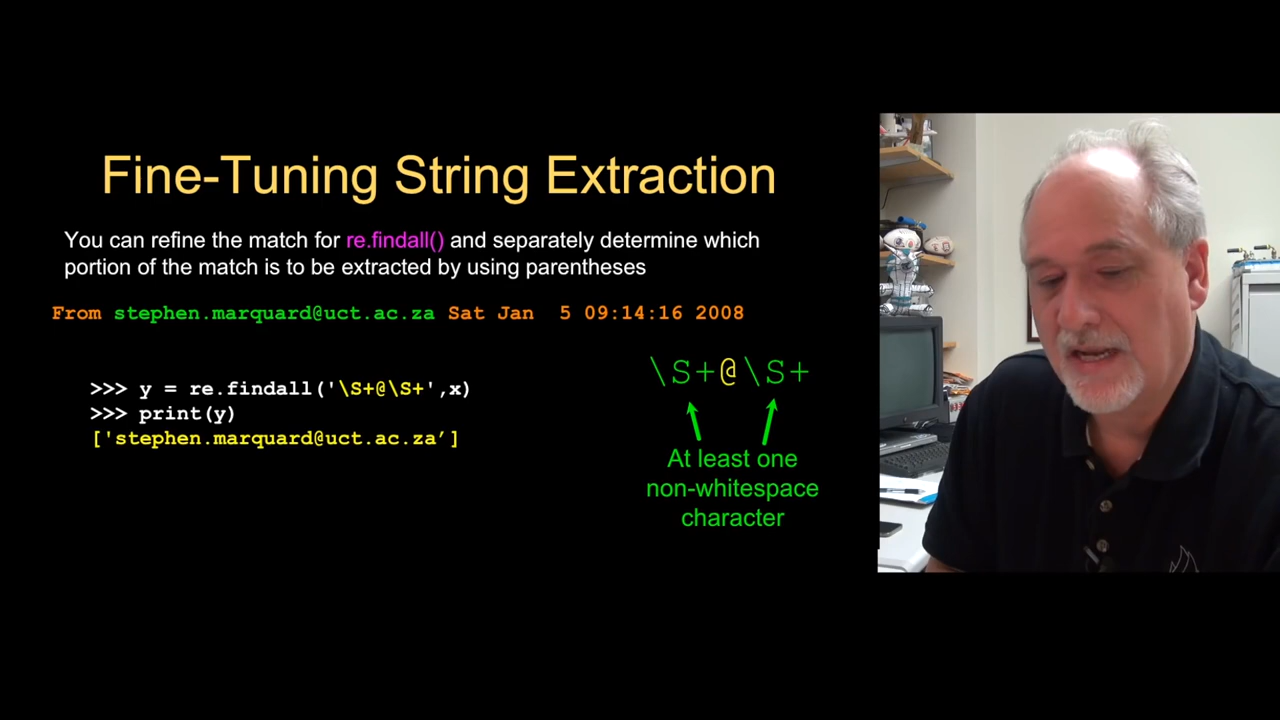 Fine-Tuning String Extraction
You can refine the match for re.findall() and separately determine which
portion of the match is to be extracted by using parentheses
From stephen.marquard@uct.ac.za Sat Jan  5 09:14:16 2008
>>> y = re.findall('\S+@\S+',x)
>>> print(y)
['stephen.marquard@uct.ac.za’]
\S+@\S+
At least one
non-whitespace
character